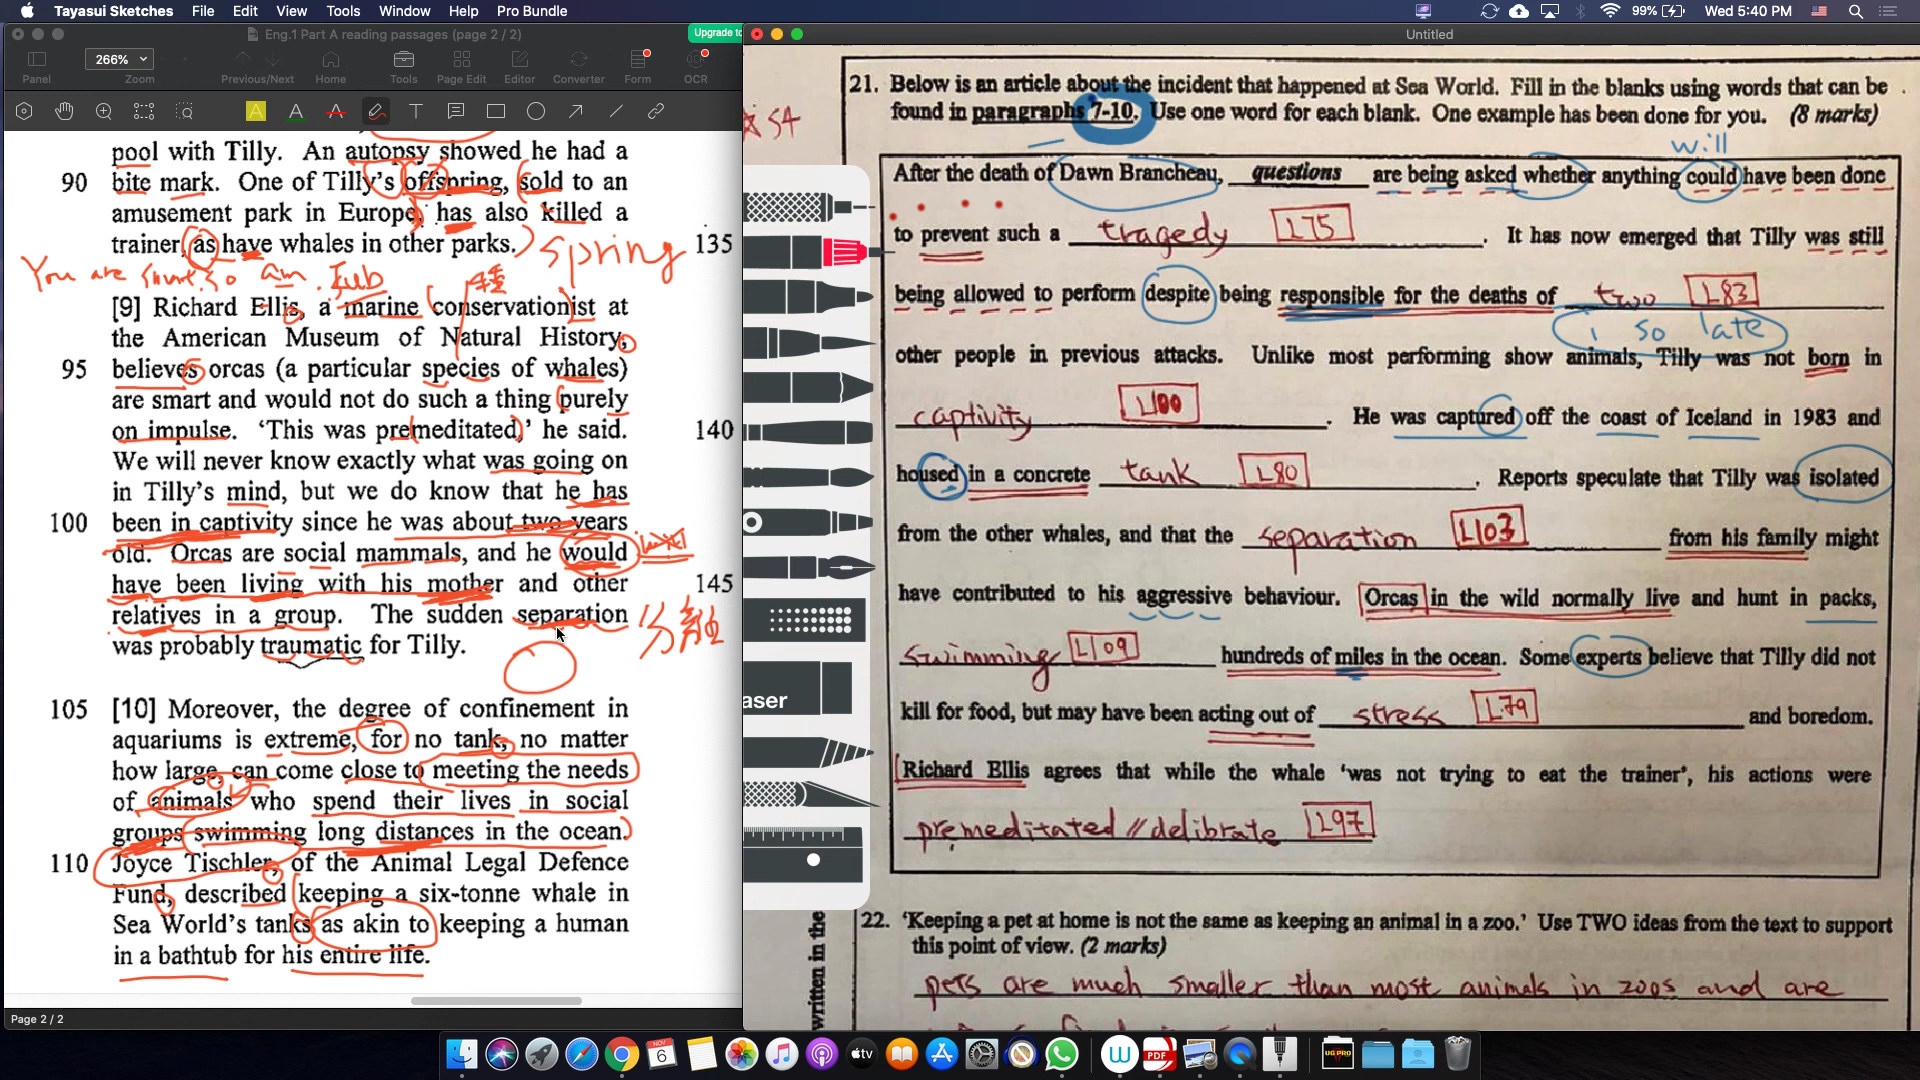 Tayasui Sketches File Edit View Tools Window Help Pro Bundle 99% Wed 5:40 PM
Eng.1 Part A reading passages (page 2 / 2)
Upgrade to
Untitled
266%
Panel Zoom Previous/Next Home Tools Page Edit Editor Converter Form OCR
pool with Tilly. An autopsy showed he had a
90 bite mark. One of Tilly's offspring, sold to an
amusement park in Europe, has also killed a
trainer, as have whales in other parks.
spring
135
You are smart. so am I
[9] Richard Ellis, a marine conservationist at
the American Museum of Natural History,
95 believes orcas (a particular species of whales)
are smart and would not do such a thing purely
on impulse. 'This was premeditated,' he said.
140
We will never know exactly what was going on
in Tilly's mind, but we do know that he has
100 been in captivity since he was about two years
old. Orcas are social mammals, and he would
have been living with his mother and other
145
relatives in a group. The sudden separation
分離
was probably traumatic for Tilly.
105 [10] Moreover, the degree of confinement in
aquariums is extreme, for no tank, no matter
how large, can come close to meeting the needs
of animals who spend their lives in social
groups swimming long distances in the ocean.
110 Joyce Tischler, of the Animal Legal Defence
Fund, described keeping a six-tonne whale in
Sea World's tanks as akin to keeping a human
in a bathtub for his entire life.
Page 2 / 2
21. Below is an article about the incident that happened at Sea World. Fill in the blanks using words that can be
found in paragraphs 7-10. Use one word for each blank. One example has been done for you. (8 marks)
will
After the death of Dawn Brancheau, questions are being asked whether anything could have been done
to prevent such a tragedy L75 . It has now emerged that Tilly was still
being allowed to perform despite being responsible for the deaths of two L83
i so late
other people in previous attacks. Unlike most performing show animals, Tilly was not born in
captivity L100 . He was captured off the coast of Iceland in 1983 and
housed in a concrete tank L80 . Reports speculate that Tilly was isolated
from the other whales, and that the separation L103 from his family might
have contributed to his aggressive behaviour. Orcas in the wild normally live and hunt in packs,
swimming L109 hundreds of miles in the ocean. Some experts believe that Tilly did not
kill for food, but may have been acting out of stress L79 and boredom.
Richard Ellis agrees that while the whale 'was not trying to eat the trainer', his actions were
premeditated // delibrate L97
22. 'Keeping a pet at home is not the same as keeping an animal in a zoo.' Use TWO ideas from the text to support
this point of view. (2 marks)
pets are much smaller than most animals in zoos and are
written in the
aser
NOV
6
tv
PDF
UG PRO